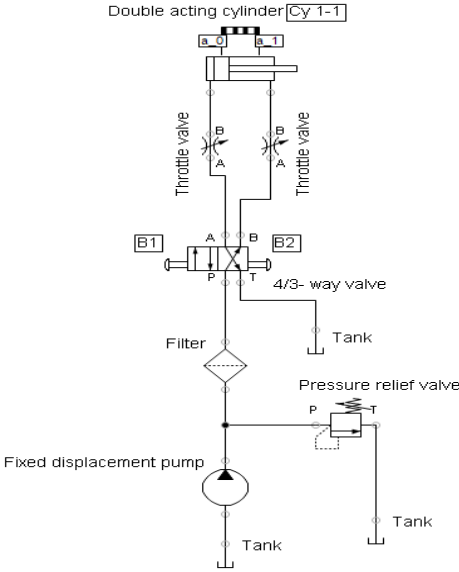 Double acting cylinder Cy 1-1
a_0 a_1
Throttle valve
B
A
B
A
Throttle valve
B1
A B
B2
P T
4/3- way valve
Tank
Filter
Pressure relief valve
P T
Fixed displacement pump
Tank
Tank